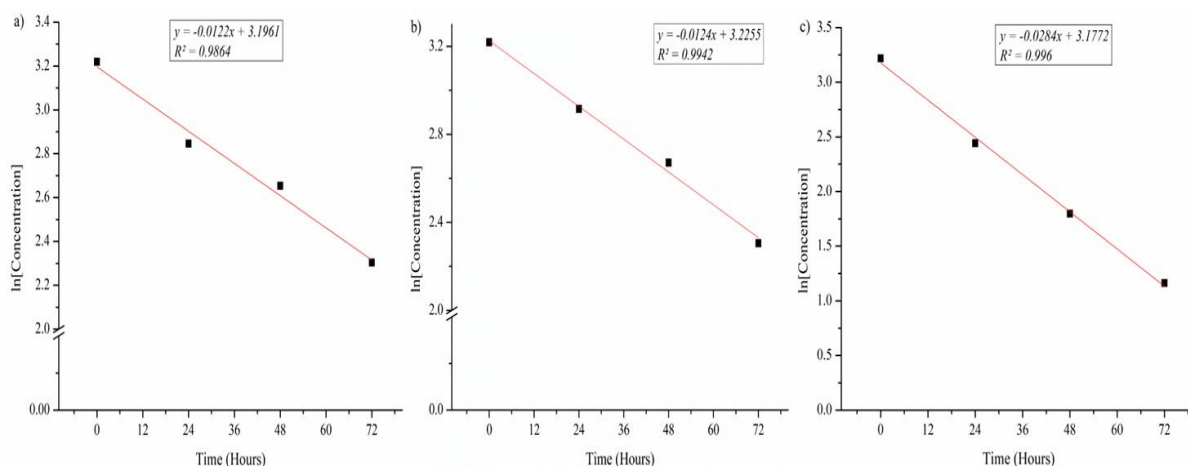 a)
y = -0.0122x + 3.1961
R² = 0.9864
ln[Concentration]
3.4
3.2
3.0
2.8
2.6
2.4
2.2
2.0
0.00
0 12 24 36 48 60 72
Time (Hours)
b)
y = -0.0124x + 3.2255
R² = 0.9942
ln[Concentration]
3.2
2.8
2.4
2.0
0.0
0 12 24 36 48 60 72
Time (Hours)
c)
y = -0.0284x + 3.1772
R² = 0.996
ln[Concentration]
3.5
3.0
2.5
2.0
1.5
1.0
0.5
0.0
0 12 24 36 48 60 72
Time (Hours)